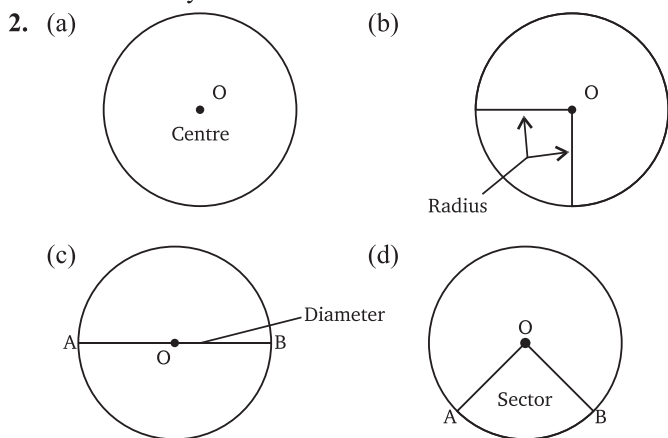 2. (a)
O
Centre
(b)
O
Radius
(c)
A
O
B
Diameter
(d)
O
A
Sector
B